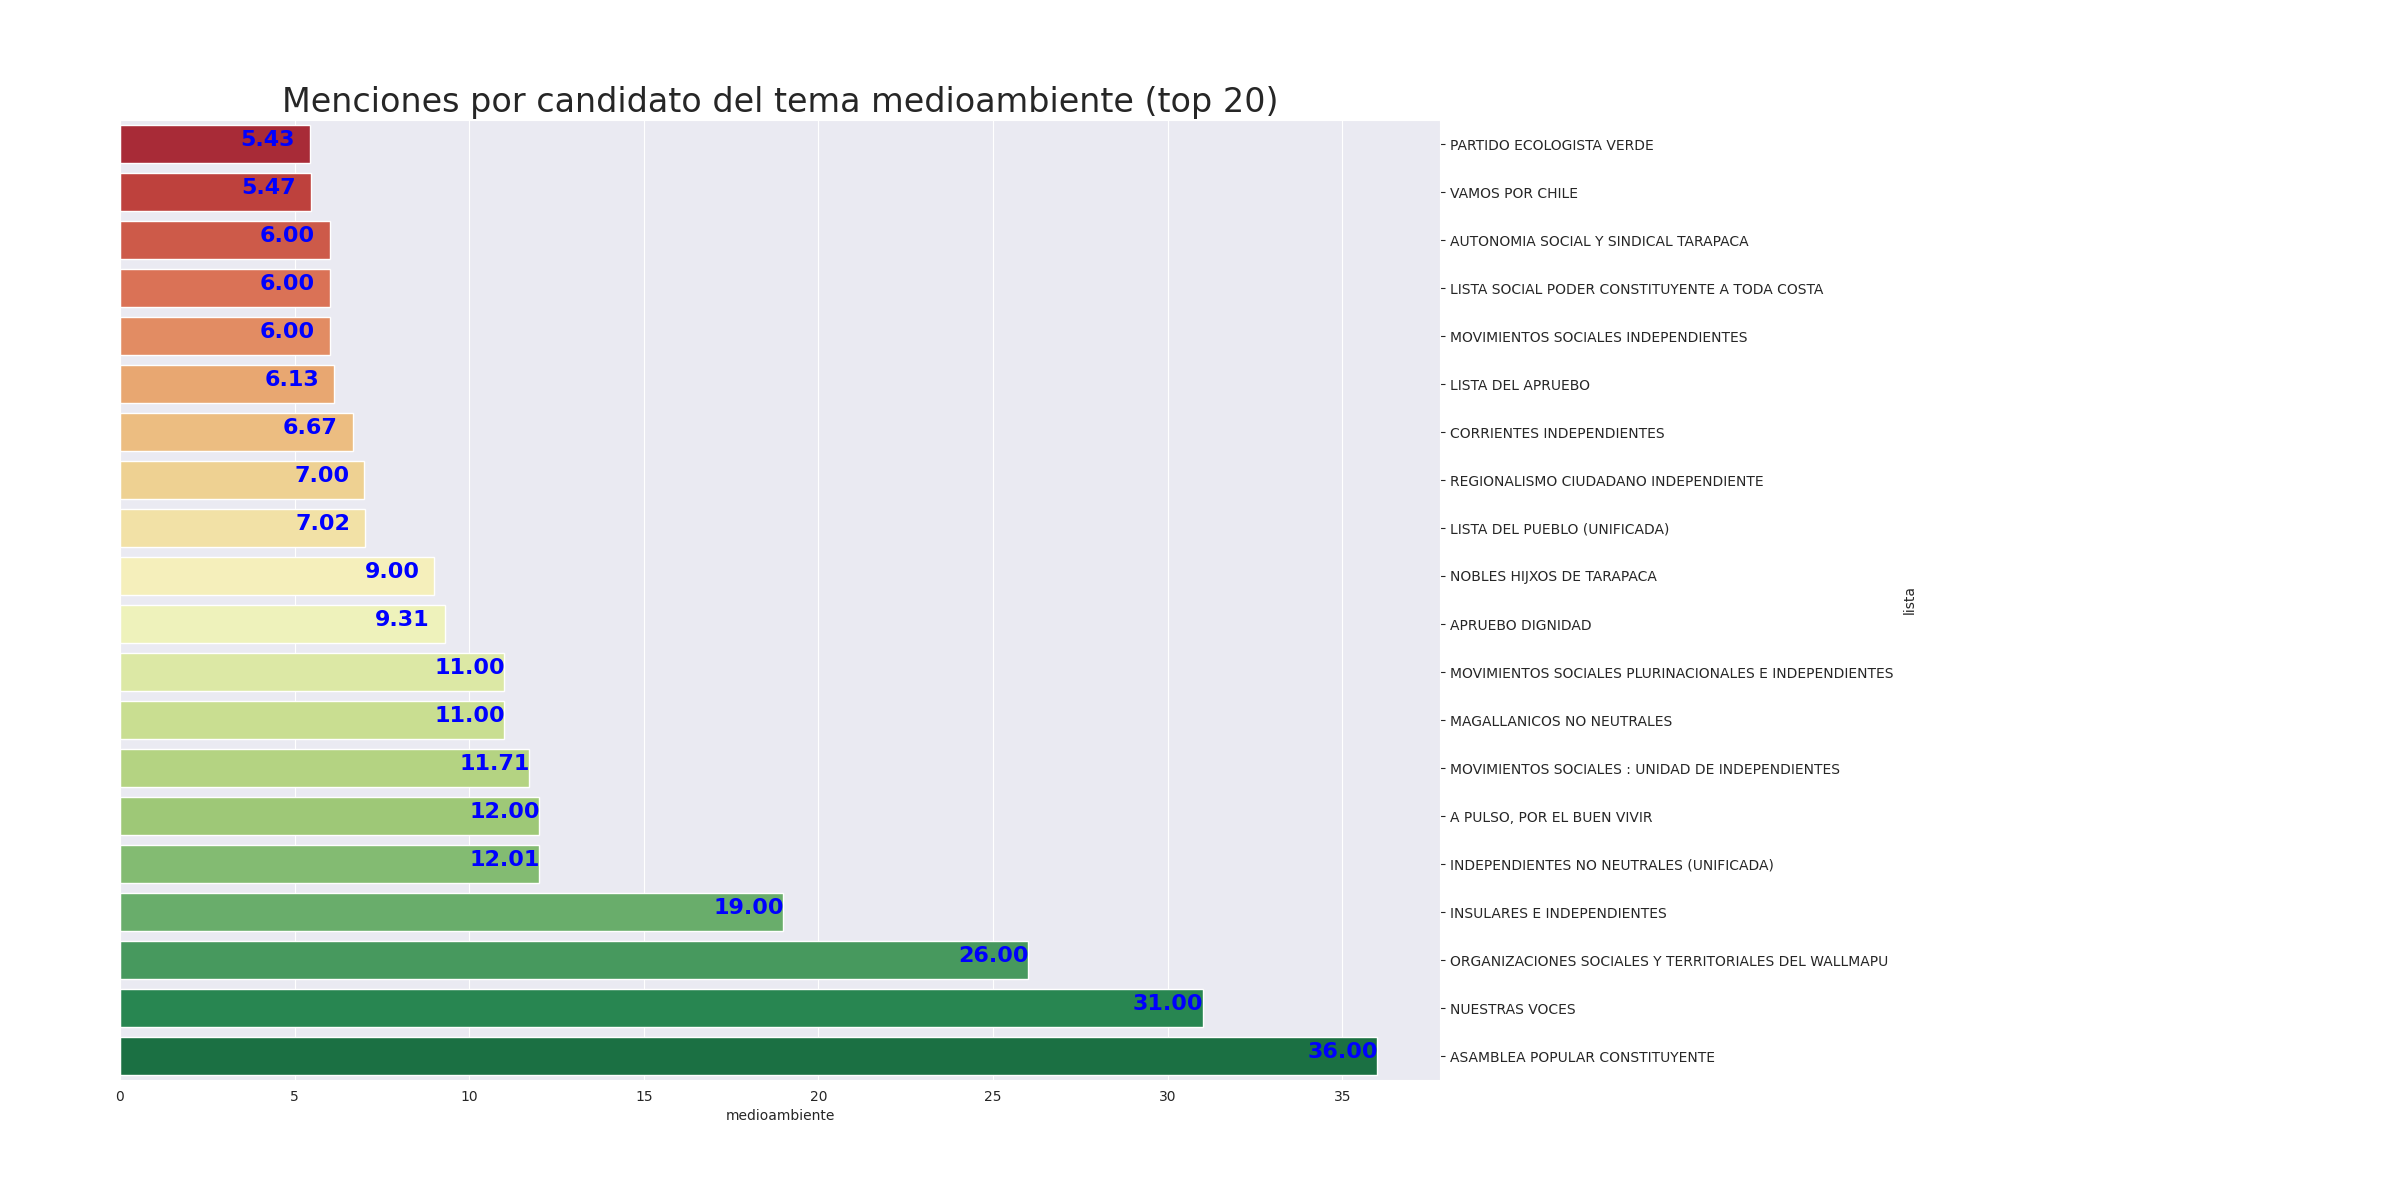 Menciones por candidato del tema medioambiente (top 20)
5.43 PARTIDO ECOLOGISTA VERDE
5.47 VAMOS POR CHILE
6.00 AUTONOMIA SOCIAL Y SINDICAL TARAPACA
6.00 LISTA SOCIAL PODER CONSTITUYENTE A TODA COSTA
6.00 MOVIMIENTOS SOCIALES INDEPENDIENTES
6.13 LISTA DEL APRUEBO
6.67 CORRIENTES INDEPENDIENTES
7.00 REGIONALISMO CIUDADANO INDEPENDIENTE
7.02 LISTA DEL PUEBLO (UNIFICADA)
9.00 NOBLES HIJXOS DE TARAPACA
lista
9.31 APRUEBO DIGNIDAD
11.00 MOVIMIENTOS SOCIALES PLURINACIONALES E INDEPENDIENTES
11.00 MAGALLANICOS NO NEUTRALES
11.71 MOVIMIENTOS SOCIALES : UNIDAD DE INDEPENDIENTES
12.00 A PULSO, POR EL BUEN VIVIR
12.01 INDEPENDIENTES NO NEUTRALES (UNIFICADA)
19.00 INSULARES E INDEPENDIENTES
26.00 ORGANIZACIONES SOCIALES Y TERRITORIALES DEL WALLMAPU
31.00 NUESTRAS VOCES
36.00 ASAMBLEA POPULAR CONSTITUYENTE
0 5 10 15 20 25 30 35
medioambiente